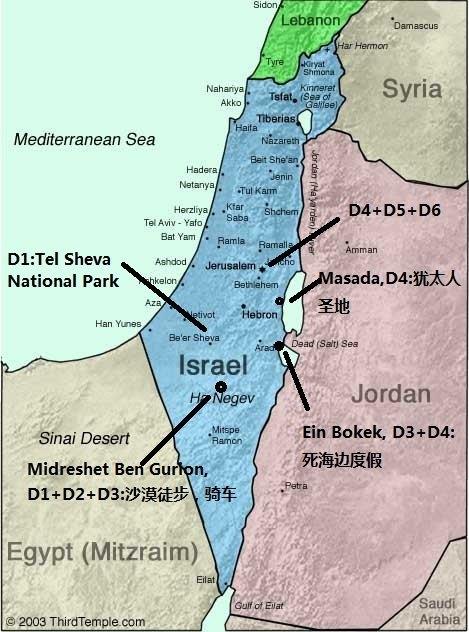 Sidon
Lebanon
Damascus
Har Hermon
Tyre
Kiryat
Shmona
Syria
Nahariya
Akko
Tsfat
Kinneret
(Sea of
Galilee)
Tiberias
Haifa
Nazareth
Mediterranean Sea
Beit She'an
Jenin
Jordan (Ha'yarden) River
Hadera
Netanya
Tul Karm
Herzliya
Kfar
Saba
Shchem
D4+D5+D6
Tel Aviv - Yafo
Bat Yam
Ramla
Ramalla
Amman
D1:Tel Sheva
National Park
Ashdod
Jerusalem
Jericho
Ashkelon
Bethlehem
Masada,D4:犹太人
圣地
Aza
Netivot
Hebron
Han Yunes
Be'er Sheva
Arad
Dead (Salt) Sea
Israel
Ha Negev
Jordan
Sinai Desert
Mitspe
Ramon
Ein Bokek, D3+D4:
死海边度假
Midreshet Ben Gurion,
D1+D2+D3:沙漠徒步，骑车
Petra
Egypt (Mitzraim)
Eilat
Gulf of Eilat
Saudi
Arabia
© 2003 ThirdTemple.com